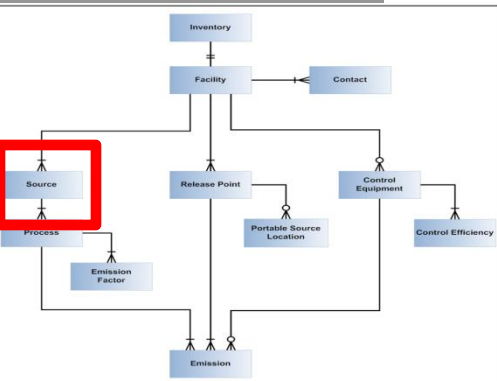 Inventory
Facility
Contact
Source
Release Point
Control
Equipment
Process
Portable Source
Location
Control Efficiency
Emission
Factor
Emission